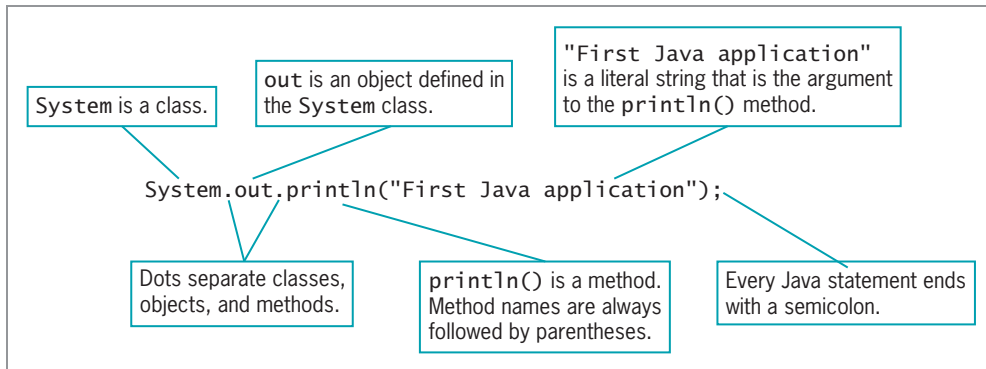 "First Java application"
is a literal string that is the argument
to the println() method.
out is an object defined in
the System class.
System is a class.
System.out.println("First Java application");
Dots separate classes,
objects, and methods.
println() is a method.
Method names are always
followed by parentheses.
Every Java statement ends
with a semicolon.